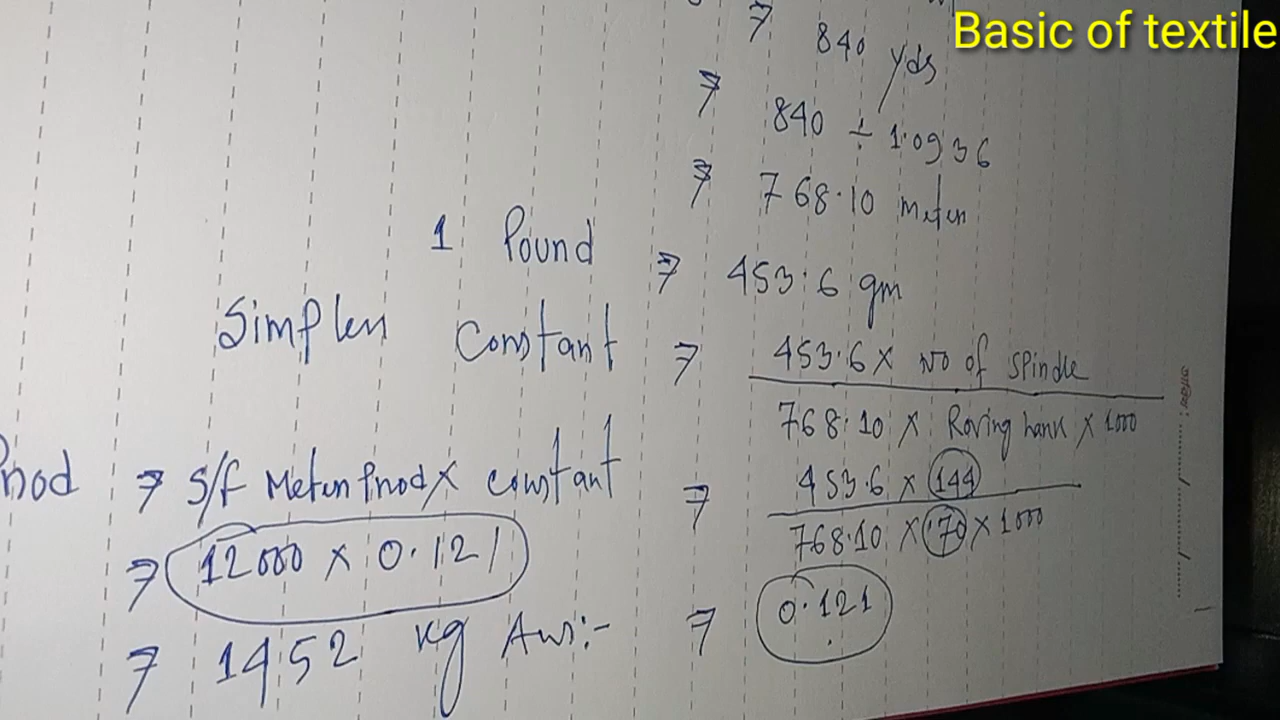 Basic of textile
⇒ 840 yds
⇒ 840 ÷ 1.0936
⇒ 768.10 meter
1 Pound ⇒ 453.6 gm
Simplex Constant ⇒ 453.6 × No of Spindle
768.10 × Roving hank × 1000
⇒ 453.6 × 144
768.10 × .70 × 1000
⇒ 0.121
Prod ⇒ S/f Meter Prod × constant
⇒ 12000 × 0.121
⇒ 1452 kg Ans:-